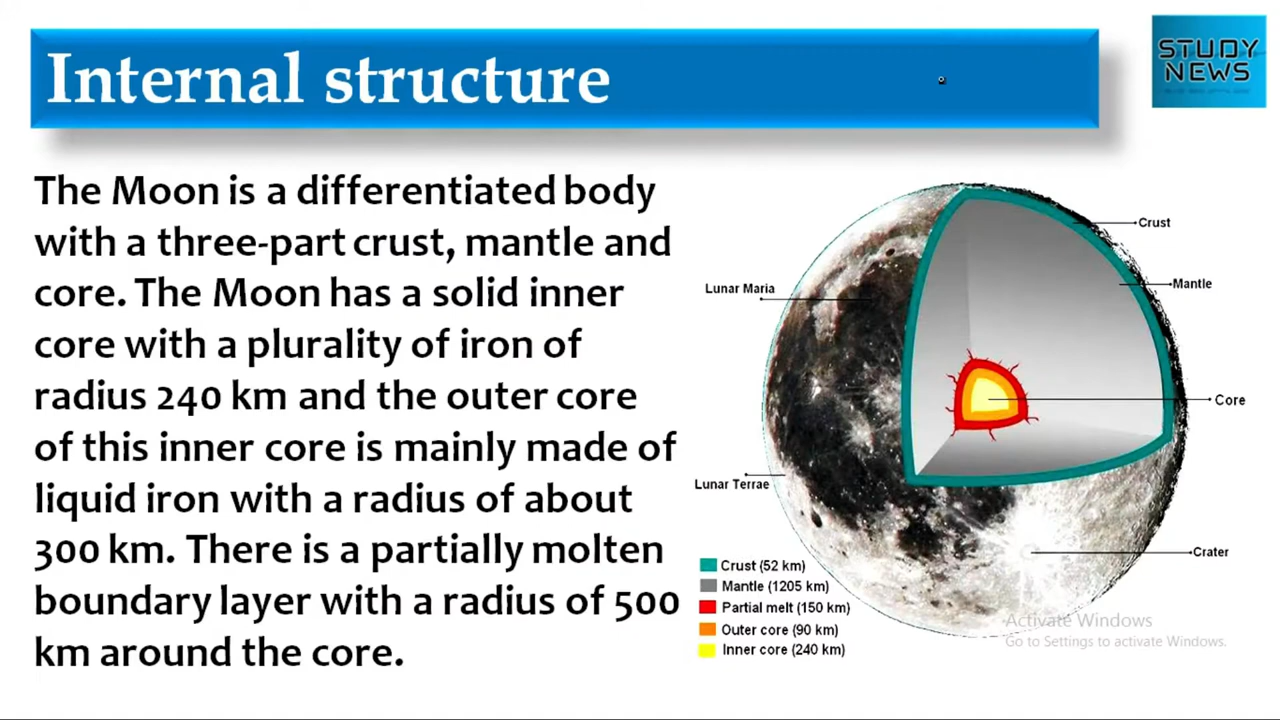 Internal structure
STUDY
NEWS
The Moon is a differentiated body
with a three-part crust, mantle and
core. The Moon has a solid inner
core with a plurality of iron of
radius 240 km and the outer core
of this inner core is mainly made of
liquid iron with a radius of about
300 km. There is a partially molten
boundary layer with a radius of 500
km around the core.
Crust
Mantle
Lunar Maria
Core
Lunar Terrae
Crater
Crust (52 km)
Mantle (1205 km)
Partial melt (150 km)
Outer core (90 km)
Inner core (240 km)
Activate Windows
Go to Settings to activate Windows.